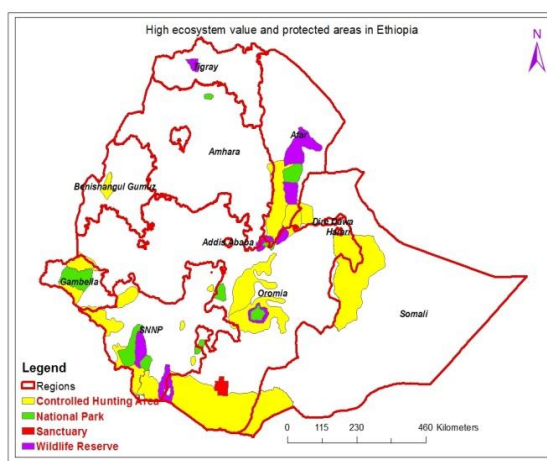 High ecosystem value and protected areas in Ethiopia
N
Tigray
Afar
Amhara
Benishangul Gumuz
Dire Dawa
Harari
Addis Ababa
Gambella
Oromia
Somali
SNNP
Legend
Regions
Controlled Hunting Area
National Park
Sanctuary
Wildlife Reserve
0 115 230 460 Kilometers